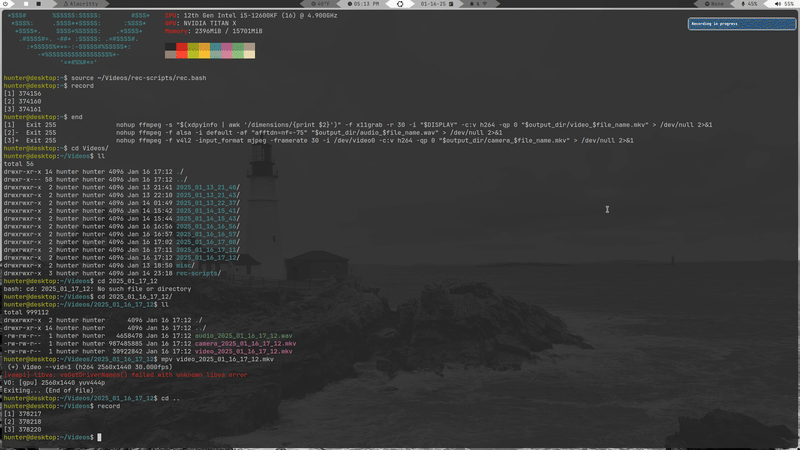 Alacritty
60°F
05:13 PM
01-16-25
None
45%
55%
Recording in progress
CPU: 12th Gen Intel i5-12600KF (16) @ 4.900GHz
GPU: NVIDIA TITAN X
Memory: 2396MiB / 15701MiB
hunter@desktop:~$ source ~/Videos/rec-scripts/rec.bash
hunter@desktop:~$ record
[1] 374156
[2] 374160
[3] 374161
hunter@desktop:~$ end
[1]   Exit 255                nohup ffmpeg -s "$(xdpyinfo | awk '/dimensions/{print $2}')" -f x11grab -r 30 -i "$DISPLAY" -c:v h264 -qp 0 "$output_dir/video_$file_name.mkv" > /dev/null 2>&1
[2]-  Exit 255                nohup ffmpeg -f alsa -i default -af "afftdn=nf=-75" "$output_dir/audio_$file_name.wav" > /dev/null 2>&1
[3]+  Exit 255                nohup ffmpeg -f v4l2 -input_format mjpeg -framerate 30 -i /dev/video0 -c:v h264 -qp 0 "$output_dir/camera_$file_name.mkv" > /dev/null 2>&1
hunter@desktop:~$ cd Videos/
hunter@desktop:~/Videos$ ll
total 56
drwxr-xr-x 14 hunter hunter 4096 Jan 16 17:12 ./
drwxr-x--- 58 hunter hunter 4096 Jan 16 17:12 ../
drwxrwxr-x  2 hunter hunter 4096 Jan 13 21:41 2025_01_13_21_40/
drwxrwxr-x  2 hunter hunter 4096 Jan 13 22:10 2025_01_13_21_43/
drwxrwxr-x  2 hunter hunter 4096 Jan 14 01:49 2025_01_13_22_37/
drwxrwxr-x  2 hunter hunter 4096 Jan 14 15:42 2025_01_14_15_41/
drwxrwxr-x  2 hunter hunter 4096 Jan 14 15:44 2025_01_14_15_43/
drwxrwxr-x  2 hunter hunter 4096 Jan 16 16:56 2025_01_16_16_56/
drwxrwxr-x  2 hunter hunter 4096 Jan 16 16:57 2025_01_16_16_57/
drwxrwxr-x  2 hunter hunter 4096 Jan 16 17:02 2025_01_16_17_00/
drwxrwxr-x  2 hunter hunter 4096 Jan 16 17:11 2025_01_16_17_11/
drwxrwxr-x  2 hunter hunter 4096 Jan 16 17:12 2025_01_16_17_12/
drwxrwxr-x  2 hunter hunter 4096 Jan 13 18:50 misc/
drwxrwxr-x  3 hunter hunter 4096 Jan 14 23:18 rec-scripts/
hunter@desktop:~/Videos$ cd 2025_01_17_12
bash: cd: 2025_01_17_12: No such file or directory
hunter@desktop:~/Videos$ cd 2025_01_16_17_12/
hunter@desktop:~/Videos/2025_01_16_17_12$ ll
total 999112
drwxrwxr-x  2 hunter hunter      4096 Jan 16 17:12 ./
drwxr-xr-x 14 hunter hunter      4096 Jan 16 17:12 ../
-rw-rw-r--  1 hunter hunter   4658478 Jan 16 17:12 audio_2025_01_16_17_12.wav
-rw-rw-r--  1 hunter hunter 987485885 Jan 16 17:12 camera_2025_01_16_17_12.mkv
-rw-rw-r--  1 hunter hunter  30922842 Jan 16 17:12 video_2025_01_16_17_12.mkv
hunter@desktop:~/Videos/2025_01_16_17_12$ mpv video_2025_01_16_17_12.mkv
(+) Video --vid=1 (h264 2560x1440 30.000fps)
[vaapi] libva: vaGetDriverNames() failed with unknown libva error
VO: [gpu] 2560x1440 yuv444p
Exiting... (End of file)
hunter@desktop:~/Videos/2025_01_16_17_12$ cd ..
hunter@desktop:~/Videos$ record
[1] 378217
[2] 378218
[3] 378220
hunter@desktop:~/Videos$